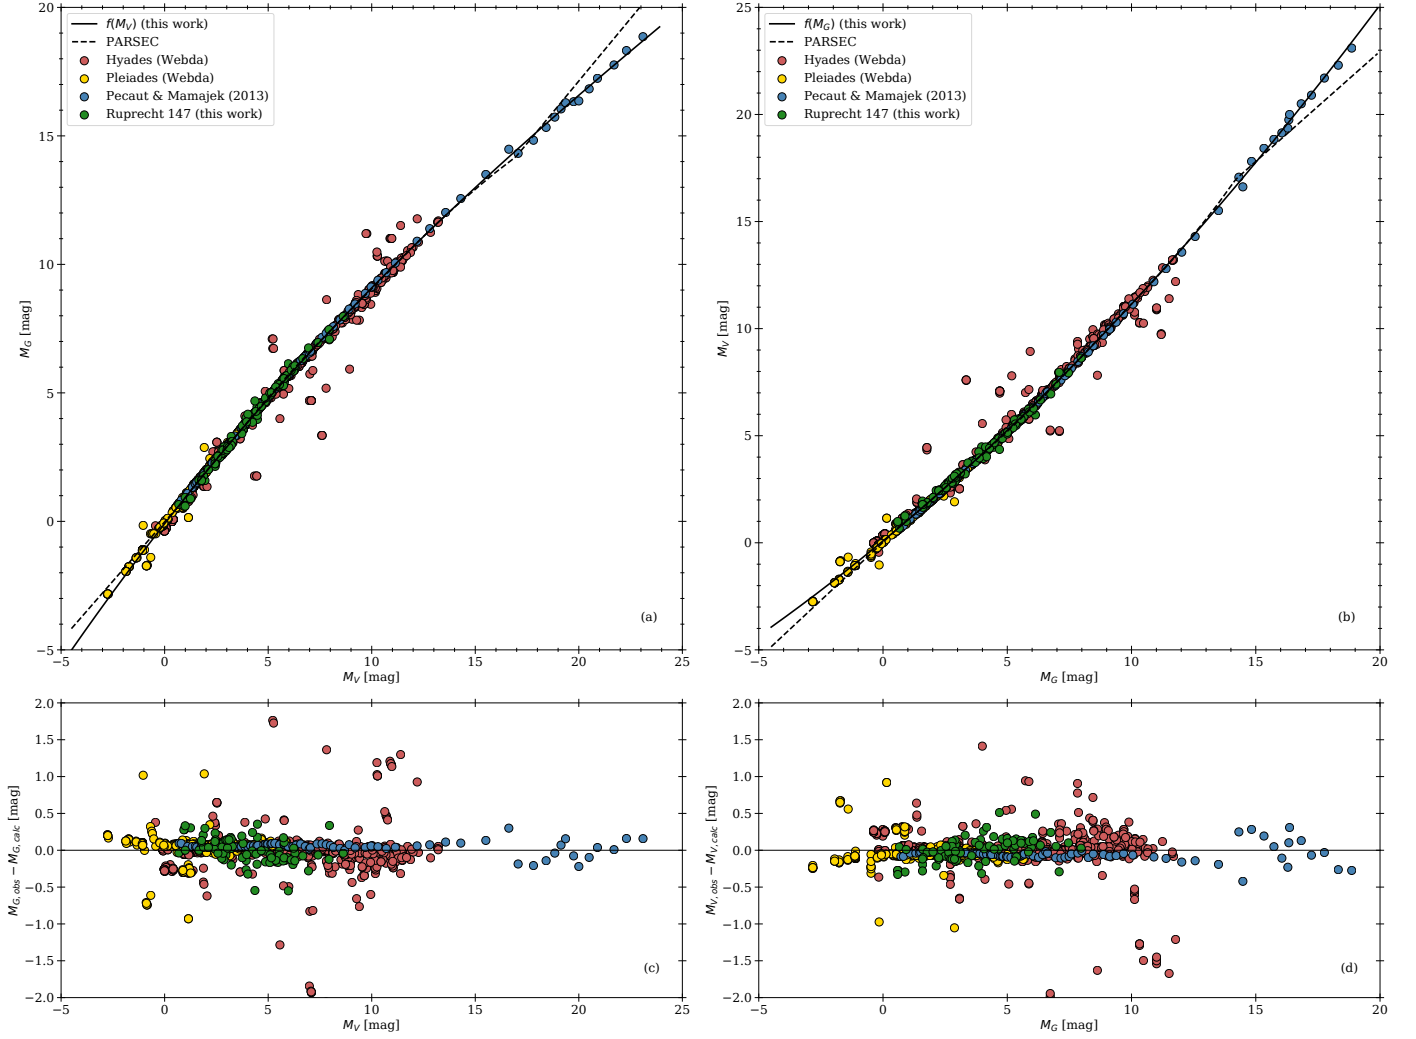 20
15
10
5
0
−5
M_G [mag]
f(M_V) (this work)
PARSEC
Hyades (Webda)
Pleiades (Webda)
Pecaut & Mamajek (2013)
Ruprecht 147 (this work)
(a)
−5 0 5 10 15 20 25
M_V [mag]
25
20
15
10
5
0
−5
M_V [mag]
f(M_G) (this work)
PARSEC
Hyades (Webda)
Pleiades (Webda)
Pecaut & Mamajek (2013)
Ruprecht 147 (this work)
(b)
−5 0 5 10 15 20
M_G [mag]
2.0
1.5
1.0
0.5
0.0
−0.5
−1.0
−1.5
−2.0
M_G,obs − M_G,calc [mag]
(c)
−5 0 5 10 15 20 25
M_V [mag]
2.0
1.5
1.0
0.5
0.0
−0.5
−1.0
−1.5
−2.0
M_V,obs − M_V,calc [mag]
(d)
−5 0 5 10 15 20
M_G [mag]